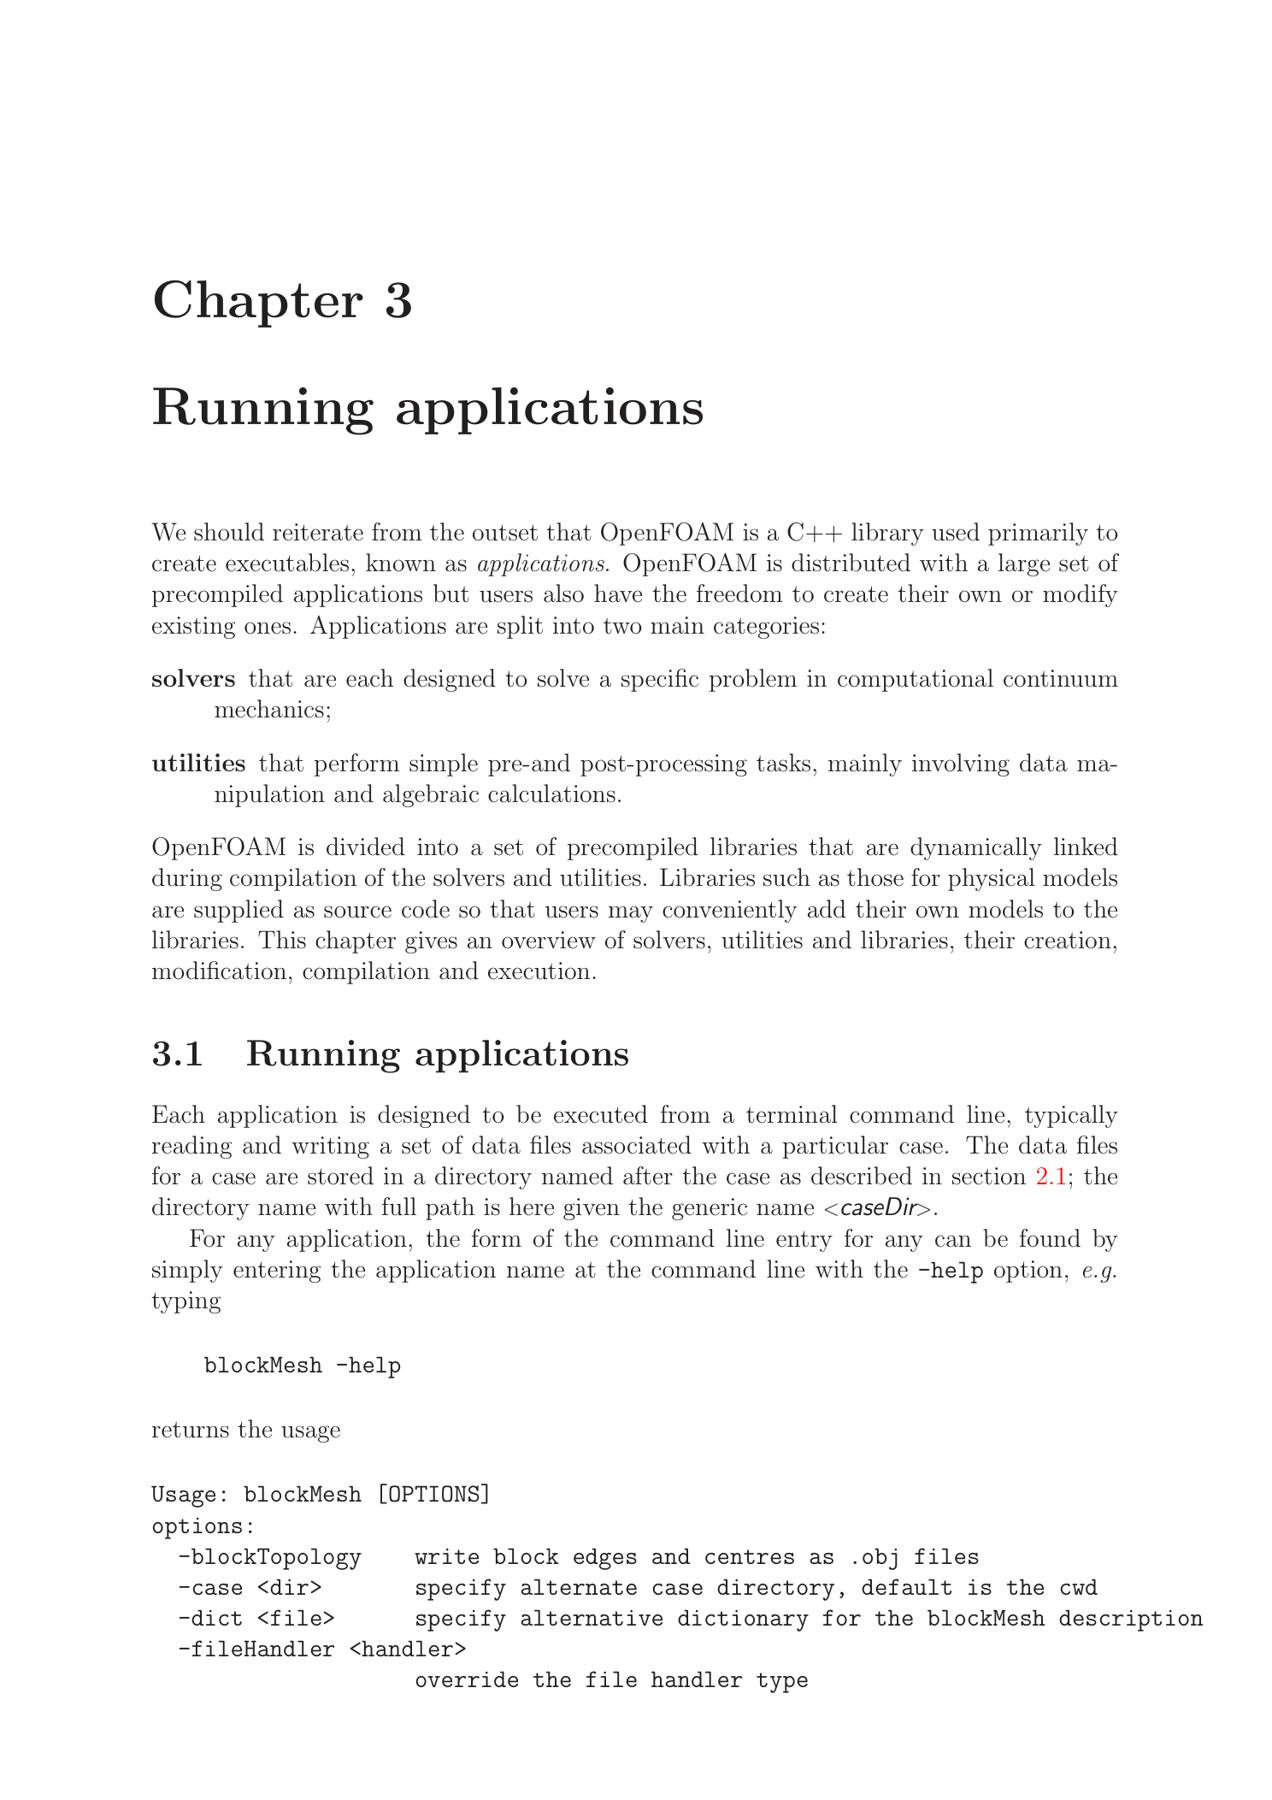 Chapter 3
Running applications
We should reiterate from the outset that OpenFOAM is a C++ library used primarily to
create executables, known as applications. OpenFOAM is distributed with a large set of
precompiled applications but users also have the freedom to create their own or modify
existing ones. Applications are split into two main categories:
solvers that are each designed to solve a specific problem in computational continuum
mechanics;
utilities that perform simple pre-and post-processing tasks, mainly involving data ma-
nipulation and algebraic calculations.
OpenFOAM is divided into a set of precompiled libraries that are dynamically linked
during compilation of the solvers and utilities. Libraries such as those for physical models
are supplied as source code so that users may conveniently add their own models to the
libraries. This chapter gives an overview of solvers, utilities and libraries, their creation,
modification, compilation and execution.
3.1 Running applications
Each application is designed to be executed from a terminal command line, typically
reading and writing a set of data files associated with a particular case. The data files
for a case are stored in a directory named after the case as described in section 2.1; the
directory name with full path is here given the generic name <caseDir>.
For any application, the form of the command line entry for any can be found by
simply entering the application name at the command line with the -help option, e.g.
typing
blockMesh -help
returns the usage
Usage: blockMesh [OPTIONS]
options:
-blockTopology write block edges and centres as .obj files
-case <dir> specify alternate case directory, default is the cwd
-dict <file> specify alternative dictionary for the blockMesh description
-fileHandler <handler>
override the file handler type